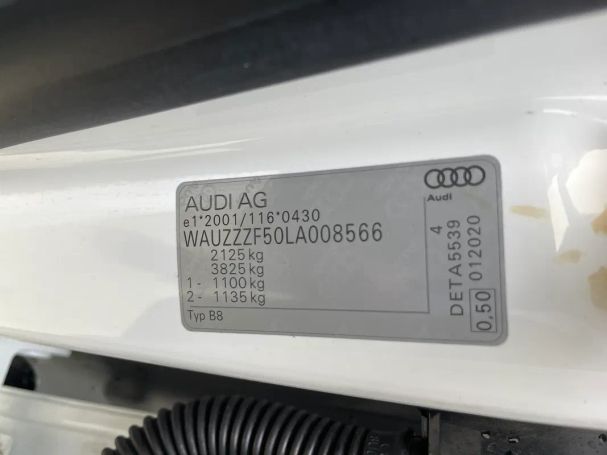 AUDI AG
e1*2001/116*0430
WAUZZZF50LA008566
2125 kg
3825 kg
1 - 1100 kg
2 - 1135 kg
Typ B8
Audi
4
DETA5539
0,50 012020